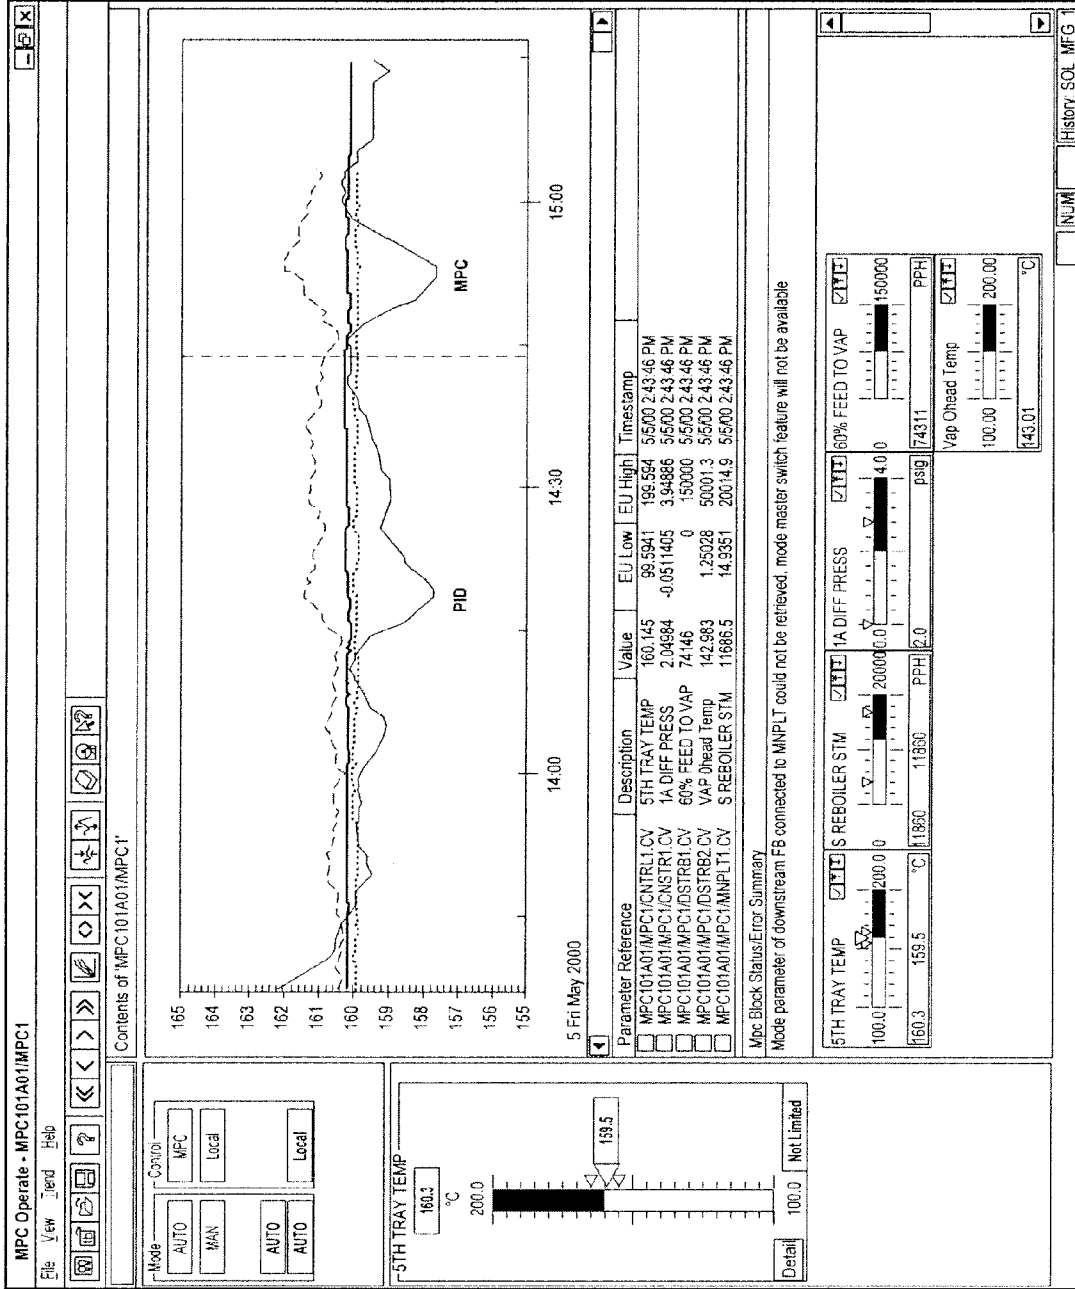 MPC Operate - MPC101A01/MPC1
File View Trend Help
Contents of 'MPC101A01/MPC1'
Mode
Control
AUTO
MPC
MAN
Local
AUTO
AUTO
Local
5TH TRAY TEMP
160.3
°C
200.0
159.5
100.0
Detail
Not Limited
165
164
163
162
161
160
159
158
157
156
155
PID
MPC
14:00
14:30
15:00
5 Fri May 2000
Parameter Reference Description Value EU Low EU High Timestamp
MPC101A01/MPC1/CNTRL1.CV 5TH TRAY TEMP 160.145 99.5941 199.594 5/5/00 2:43:46 PM
MPC101A01/MPC1/CNSTR1.CV 1A DIFF PRESS 2.04984 -0.0511405 3.94886 5/5/00 2:43:46 PM
MPC101A01/MPC1/DSTRB1.CV 60% FEED TO VAP 74146 0 150000 5/5/00 2:43:46 PM
MPC101A01/MPC1/DSTRB2.CV VAP Ohead Temp 142.983 1.25028 50001.3 5/5/00 2:43:46 PM
MPC101A01/MPC1/MNPLT1.CV S REBOILER STM 11686.5 14.9351 20014.9 5/5/00 2:43:46 PM
Mpc Block Status/Error Summary
Mode parameter of downstream FB connected to MNPLT could not be retrieved, mode master switch feature will not be available
5TH TRAY TEMP
100.0 200.0
160.3 159.5 °C
S REBOILER STM
0 20000
11860 11860 PPH
1A DIFF PRESS
0.0 4.0
2.0 psig
60% FEED TO VAP
0 150000
74311 PPH
Vap Ohead Temp
100.00 200.00
143.01 °C
NUM
History: SOL_MFG_1